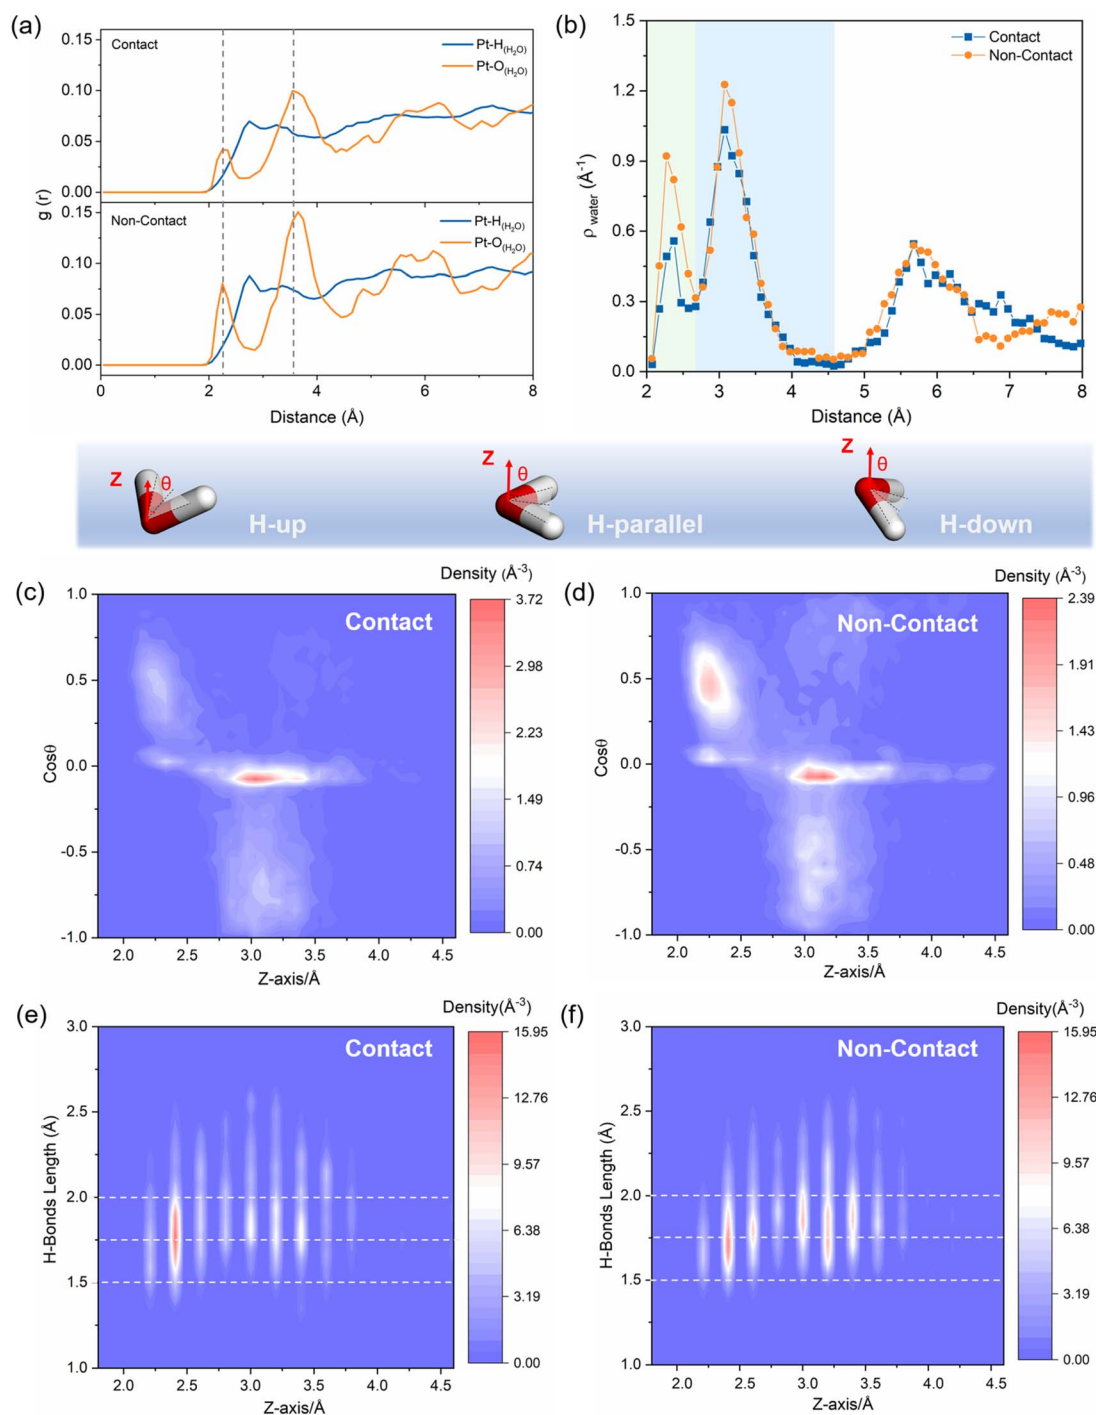 (a)
0.15
Contact
Pt-H(H₂O)
Pt-O(H₂O)
0.10
0.05
0.00
g (r)
0.15
Non-Contact
Pt-H(H₂O)
Pt-O(H₂O)
0.10
0.05
0.00
0 2 4 6 8
Distance (Å)
(b)
1.5
Contact
Non-Contact
1.2
0.9
0.6
0.3
0.0
ρ water (Å⁻¹)
2 3 4 5 6 7 8
Distance (Å)
Z θ
H-up
Z θ
H-parallel
Z θ
H-down
(c)
Density (Å⁻³)
Contact
1.0
0.5
0.0
-0.5
-1.0
Cosθ
2.0 2.5 3.0 3.5 4.0 4.5
Z-axis/Å
3.72
2.98
2.23
1.49
0.74
0.00
(d)
Density (Å⁻³)
Non-Contact
1.0
0.5
0.0
-0.5
-1.0
Cosθ
2.0 2.5 3.0 3.5 4.0 4.5
Z-axis/Å
2.39
1.91
1.43
0.96
0.48
0.00
(e)
Density(Å⁻³)
Contact
3.0
2.5
2.0
1.5
1.0
H-Bonds Length (Å)
2.0 2.5 3.0 3.5 4.0 4.5
Z-axis/Å
15.95
12.76
9.57
6.38
3.19
0.00
(f)
Density(Å⁻³)
Non-Contact
3.0
2.5
2.0
1.5
1.0
H-Bonds Length (Å)
2.0 2.5 3.0 3.5 4.0 4.5
Z-axis/Å
15.95
12.76
9.57
6.38
3.19
0.00